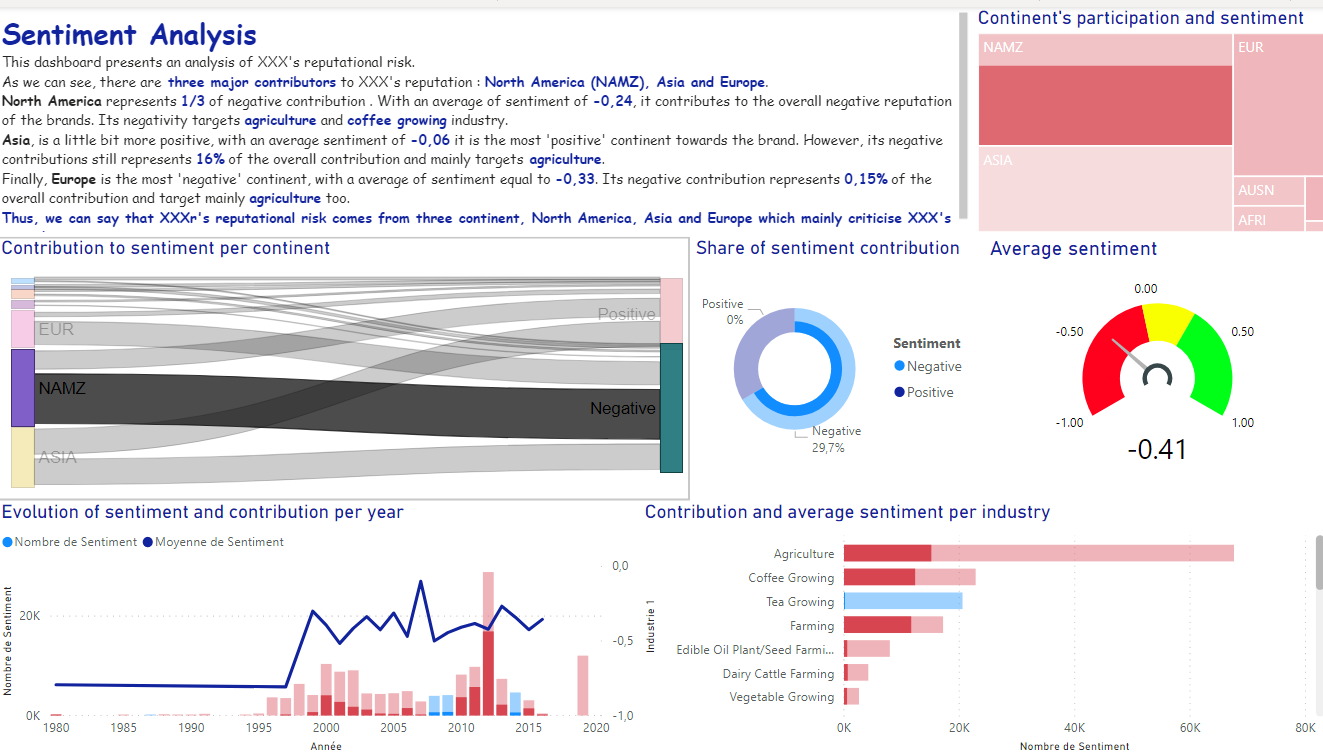 Sentiment Analysis
This dashboard presents an analysis of XXX's reputational risk.
As we can see, there are three major contributors to XXX's reputation : North America (NAMZ), Asia and Europe.
North America represents 1/3 of negative contribution . With an average of sentiment of -0,24, it contributes to the overall negative reputation
of the brands. Its negativity targets agriculture and coffee growing industry.
Asia, is a little bit more positive, with an average sentiment of -0,06 it is the most 'positive' continent towards the brand. However, its negative
contributions still represents 16% of the overall contribution and mainly targets agriculture.
Finally, Europe is the most 'negative' continent, with a average of sentiment equal to -0,33. Its negative contribution represents 0,15% of the
overall contribution and target mainly agriculture too.
Thus, we can say that XXXr's reputational risk comes from three continent, North America, Asia and Europe which mainly criticise XXX's
Continent's participation and sentiment
NAMZ
EUR
ASIA
AUSN
AFRI
Contribution to sentiment per continent
EUR
NAMZ
ASIA
Positive
Negative
Share of sentiment contribution
Positive
0%
Negative
29,7%
Sentiment
Negative
Positive
Average sentiment
0.00
-0.50
0.50
-1.00
1.00
-0.41
Evolution of sentiment and contribution per year
Nombre de Sentiment
Moyenne de Sentiment
Nombre de Sentiment
20K
0K
0,0
-0,5
-1,0
1980
1985
1990
1995
2000
2005
2010
2015
2020
Année
Contribution and average sentiment per industry
Industrie 1
Agriculture
Coffee Growing
Tea Growing
Farming
Edible Oil Plant/Seed Farmi...
Dairy Cattle Farming
Vegetable Growing
0K
20K
40K
60K
80K
Nombre de Sentiment